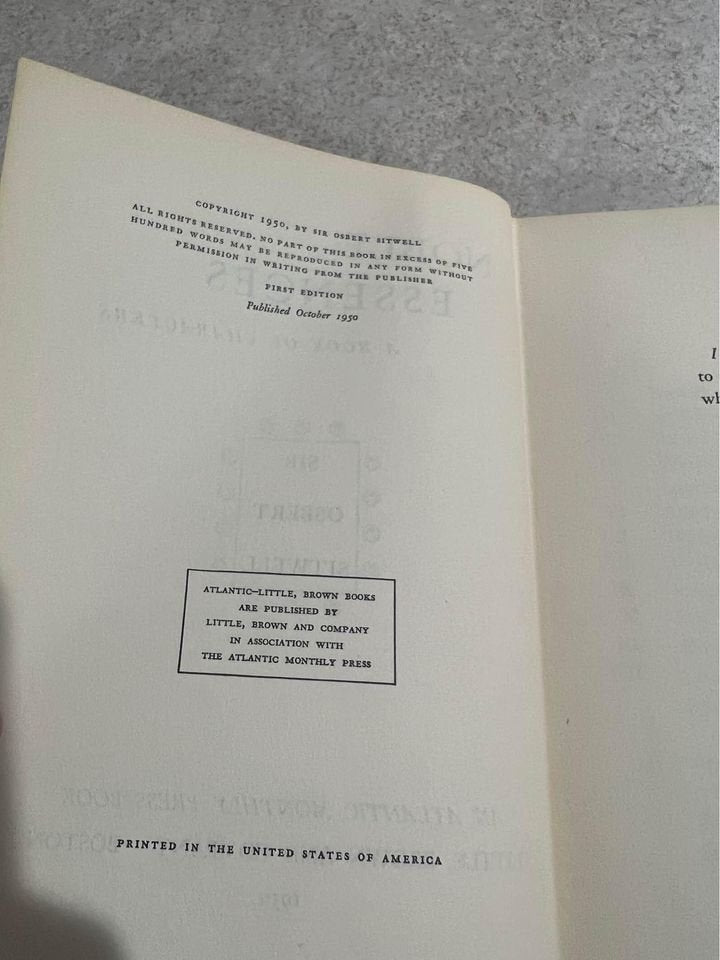 COPYRIGHT 1950, BY SIR OSBERT SITWELL
ALL RIGHTS RESERVED. NO PART OF THIS BOOK IN EXCESS OF FIVE
HUNDRED WORDS MAY BE REPRODUCED IN ANY FORM WITHOUT
PERMISSION IN WRITING FROM THE PUBLISHER
FIRST EDITION
Published October 1950
ATLANTIC–LITTLE, BROWN BOOKS
ARE PUBLISHED BY
LITTLE, BROWN AND COMPANY
IN ASSOCIATION WITH
THE ATLANTIC MONTHLY PRESS
PRINTED IN THE UNITED STATES OF AMERICA
I
to